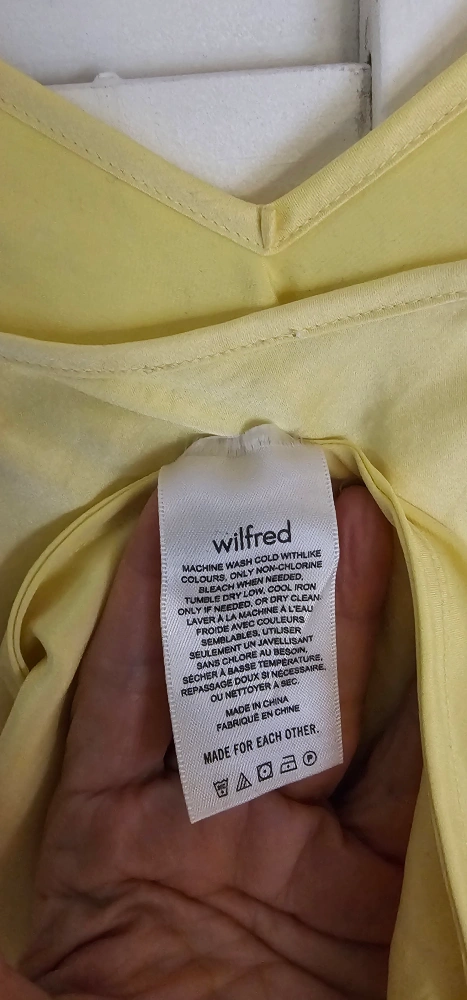 wilfred
MACHINE WASH COLD WITHLIKE
COLOURS, ONLY NON-CHLORINE
BLEACH WHEN NEEDED,
TUMBLE DRY LOW, COOL IRON
ONLY IF NEEDED, OR DRY CLEAN
LAVER À LA MACHINE À L'EAU
FROIDE AVEC COULEURS
SEMBLABLES, UTILISER
SEULEMENT UN JAVELLISANT
SANS CHLORE AU BESOIN,
SÉCHER À BASSE TEMPÉRATURE,
REPASSAGE DOUX SI NÉCESSAIRE,
OU NETTOYER À SEC
MADE IN CHINA
FABRIQUÉ EN CHINE
MADE FOR EACH OTHER.
P